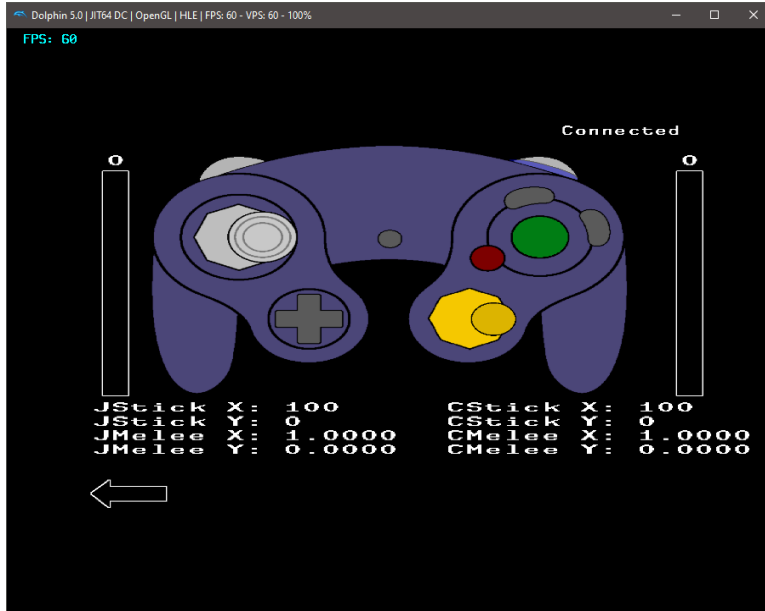 Dolphin 5.0 | JIT64 DC | OpenGL | HLE | FPS: 60 - VPS: 60 - 100%
FPS: 60
Connected
0 0
JStick X: 100 CStick X: 100
JStick Y: 0 CStick Y: 0
JMelee X: 1.0000 CMelee X: 1.0000
JMelee Y: 0.0000 CMelee Y: 0.0000